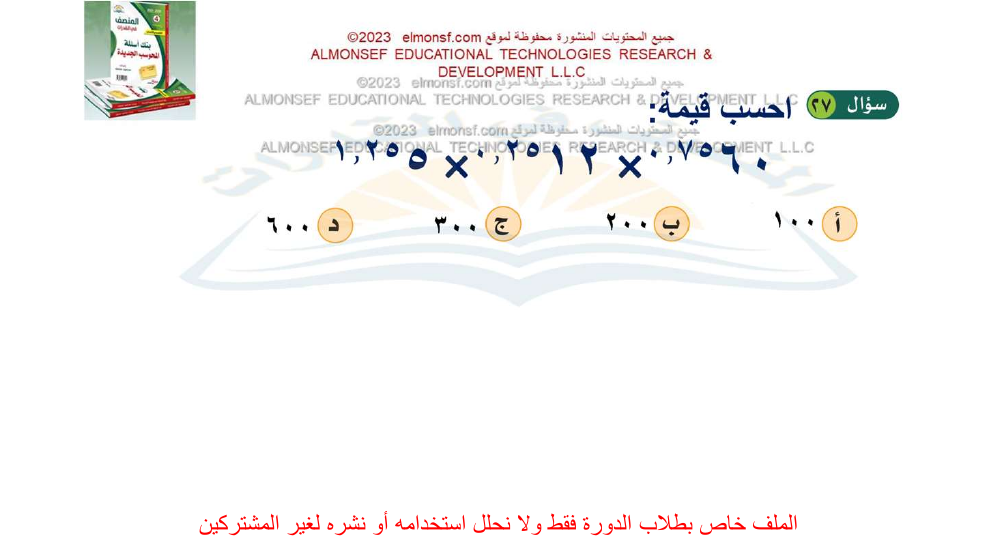 المنصف
في القدرات
بنك أسئلة
المحوسب الجديدة
جميع المحتويات المنشورة محفوظة لموقع elmonsf.com ©2023
ALMONSEF EDUCATIONAL TECHNOLOGIES RESEARCH &
DEVELOPMENT L.L.C
جميع المحتويات المنشورة محفوظة لموقع elmonsf.com ©2023
ALMONSEF EDUCATIONAL TECHNOLOGIES RESEARCH & DEVELOPMENT L.L.C
سؤال ٢٧ احسب قيمة:
جميع المحتويات المنشورة محفوظة لموقع elmonsf.com ©2023
ALMONSEF EDUCATIONAL TECHNOLOGIES RESEARCH & DEVELOPMENT L.L.C
٦٠^٠,٧٥ × ١٢^٠,٢٥ × ٥^١,٢٥
أ ١٠٠ ب ٢٠٠ ج ٣٠٠ د ٦٠٠
الملف خاص بطلاب الدورة فقط ولا نحلل استخدامه أو نشره لغير المشتركين